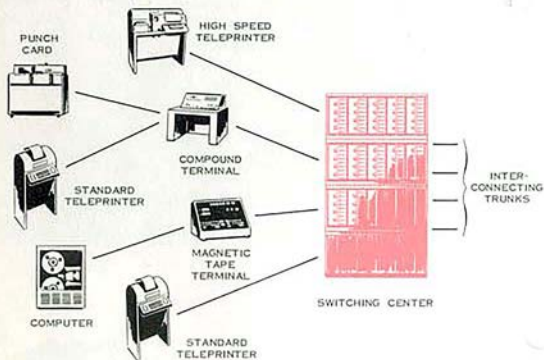 HIGH SPEED
TELEPRINTER
PUNCH
CARD
COMPOUND
TERMINAL
STANDARD
TELEPRINTER
INTER-
CONNECTING
TRUNKS
MAGNETIC
TAPE
TERMINAL
SWITCHING CENTER
COMPUTER
STANDARD
TELEPRINTER